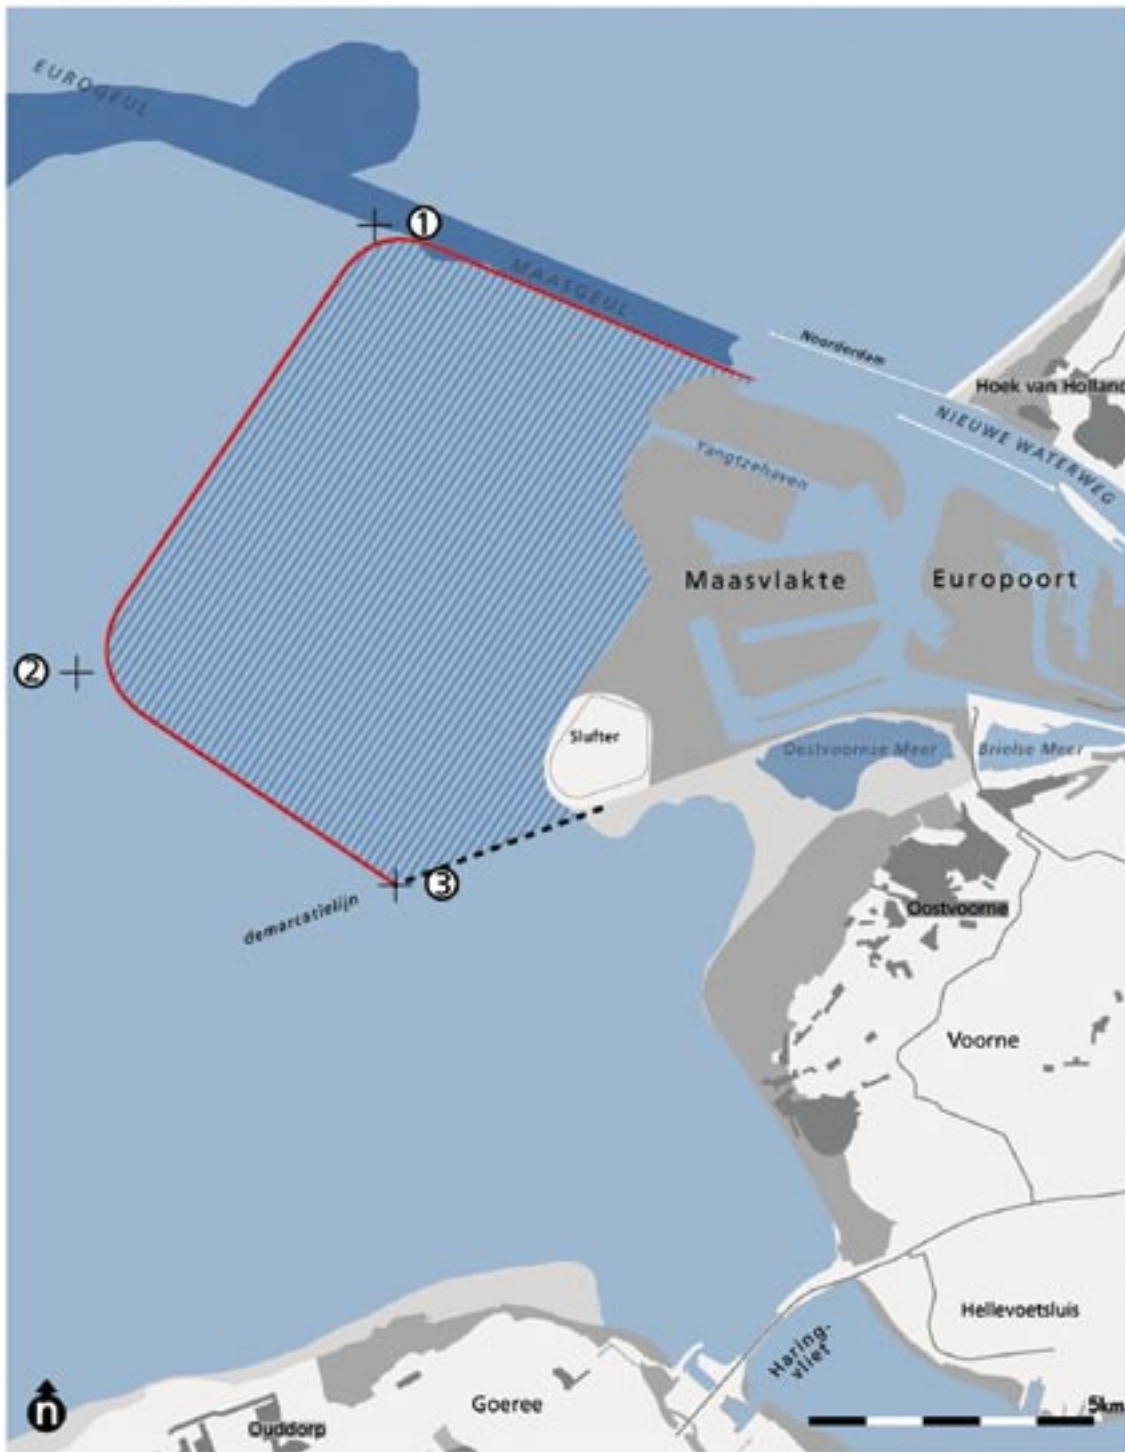 EUROGEUL
1
MAASGEUL
Noorderdam
Hoek van Holland
NIEUWE WATERWEG
Yangtzehaven
Maasvlakte
Europoort
2
Slufter
Oostvoornse Meer
Brielse Meer
3
demarcatielijn
Oostvoorne
Voorne
Haring-
vliet
Hellevoetsluis
n
Goeree
Ouddorp
5km